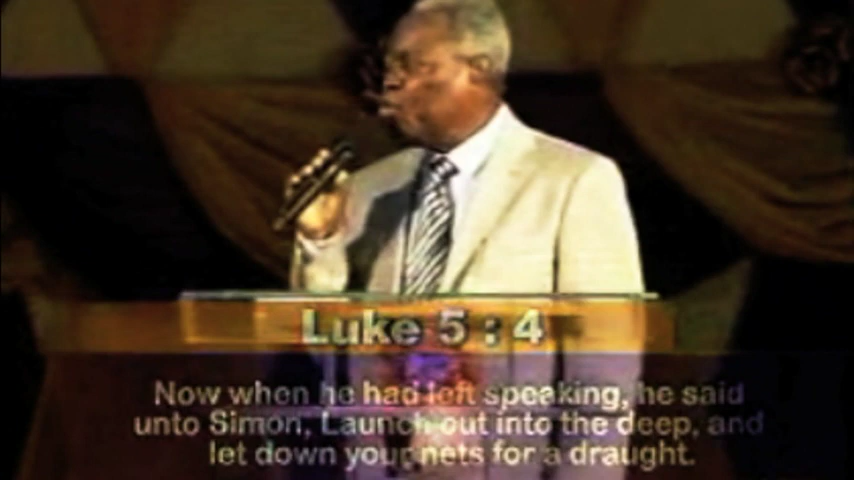 Luke 5 : 4
Now when he had left speaking, he said
unto Simon, Launch out into the deep, and
let down your nets for a draught.